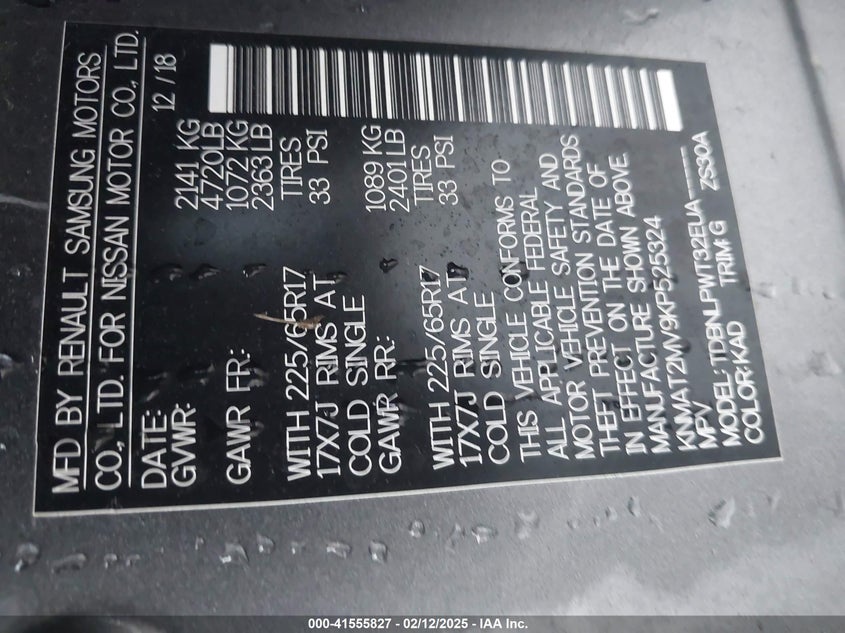 MFD BY RENAULT SAMSUNG MOTORS
CO., LTD. FOR NISSAN MOTOR CO., LTD.
DATE: 12 / 18
GVWR: 2141 KG
4720LB
GAWR FR: 1072 KG
2363 LB
WITH 225/65R17 TIRES
17X7J RIMS AT 33 PSI
COLD SINGLE
GAWR RR: 1089 KG
2401 LB
WITH 225/65R17 TIRES
17X7J RIMS AT 33 PSI
COLD SINGLE
THIS VEHICLE CONFORMS TO
ALL APPLICABLE FEDERAL
MOTOR VEHICLE SAFETY AND
THEFT PREVENTION STANDARDS
IN EFFECT ON THE DATE OF
MANUFACTURE SHOWN ABOVE.
KNMAT2MV9KP525324
MPV
MODEL: TDBNLPWT32EUA-----
COLOR: KAD TRIM: G ZS30A
000-41555827 - 02/12/2025 - IAA Inc.